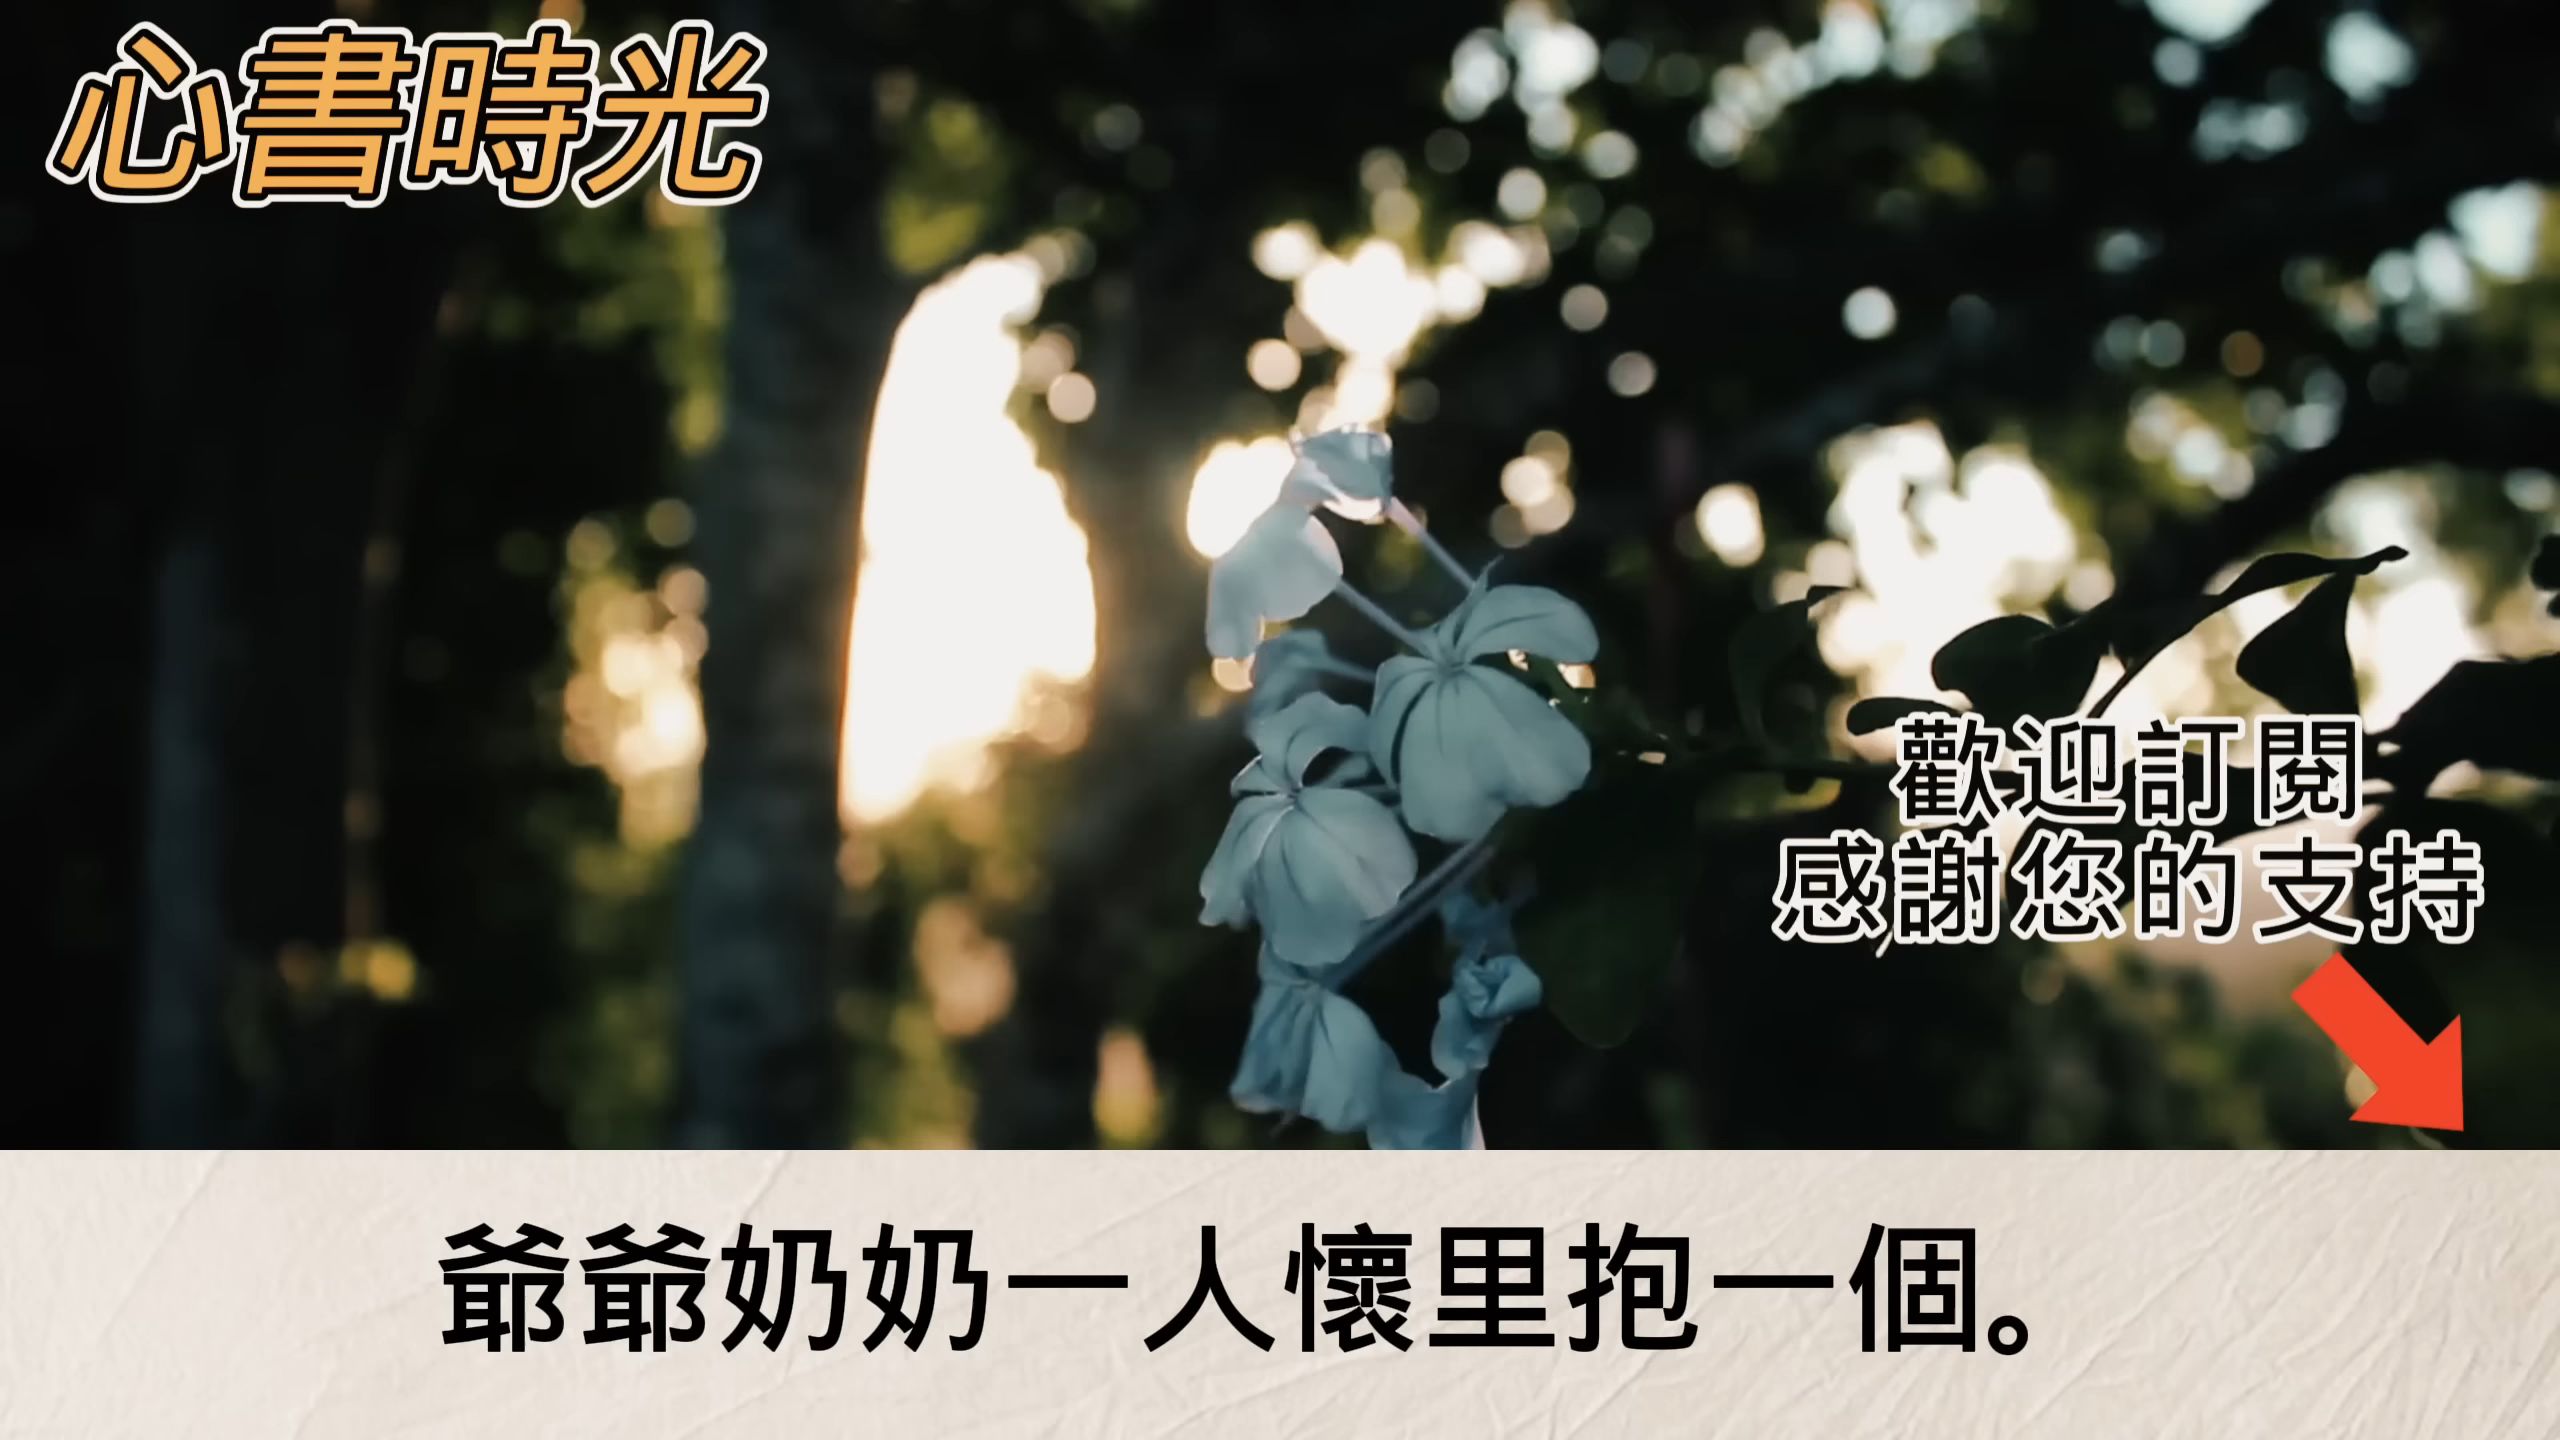 心書時光
歡迎訂閱
感謝您的支持
爺爺奶奶一人懷里抱一個。